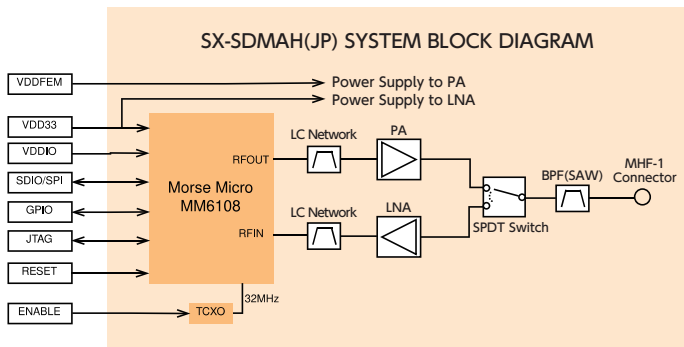 SX-SDMAH(JP) SYSTEM BLOCK DIAGRAM
VDDFEM
Power Supply to PA
Power Supply to LNA
VDD33
VDDIO
SDIO/SPI
GPIO
JTAG
RESET
ENABLE
Morse Micro
MM6108
RFOUT
RFIN
32MHz
TCXO
LC Network
PA
LC Network
LNA
SPDT Switch
BPF(SAW)
MHF-1
Connector